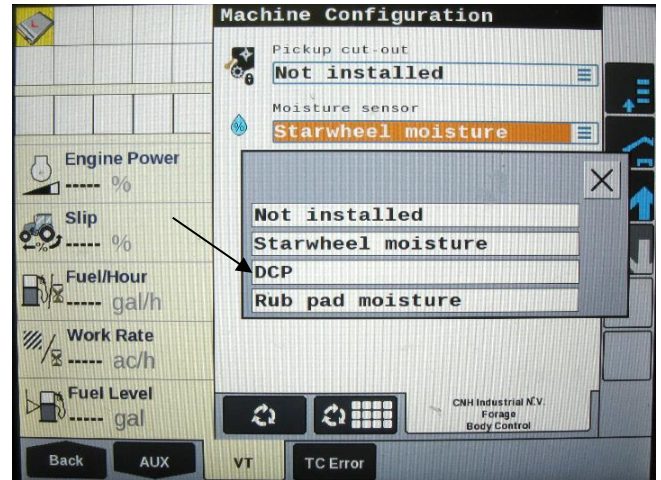 Machine Configuration
Pickup cut-out
Not installed
Moisture sensor
%
Starwheel moisture
Not installed
Starwheel moisture
DCP
Rub pad moisture
Engine Power
----- %
Slip
%
----- %
Fuel/Hour
----- gal/h
Work Rate
----- ac/h
Fuel Level
----- gal
CNH Industrial N.V.
Forage
Body Control
Back
AUX
VT
TC Error